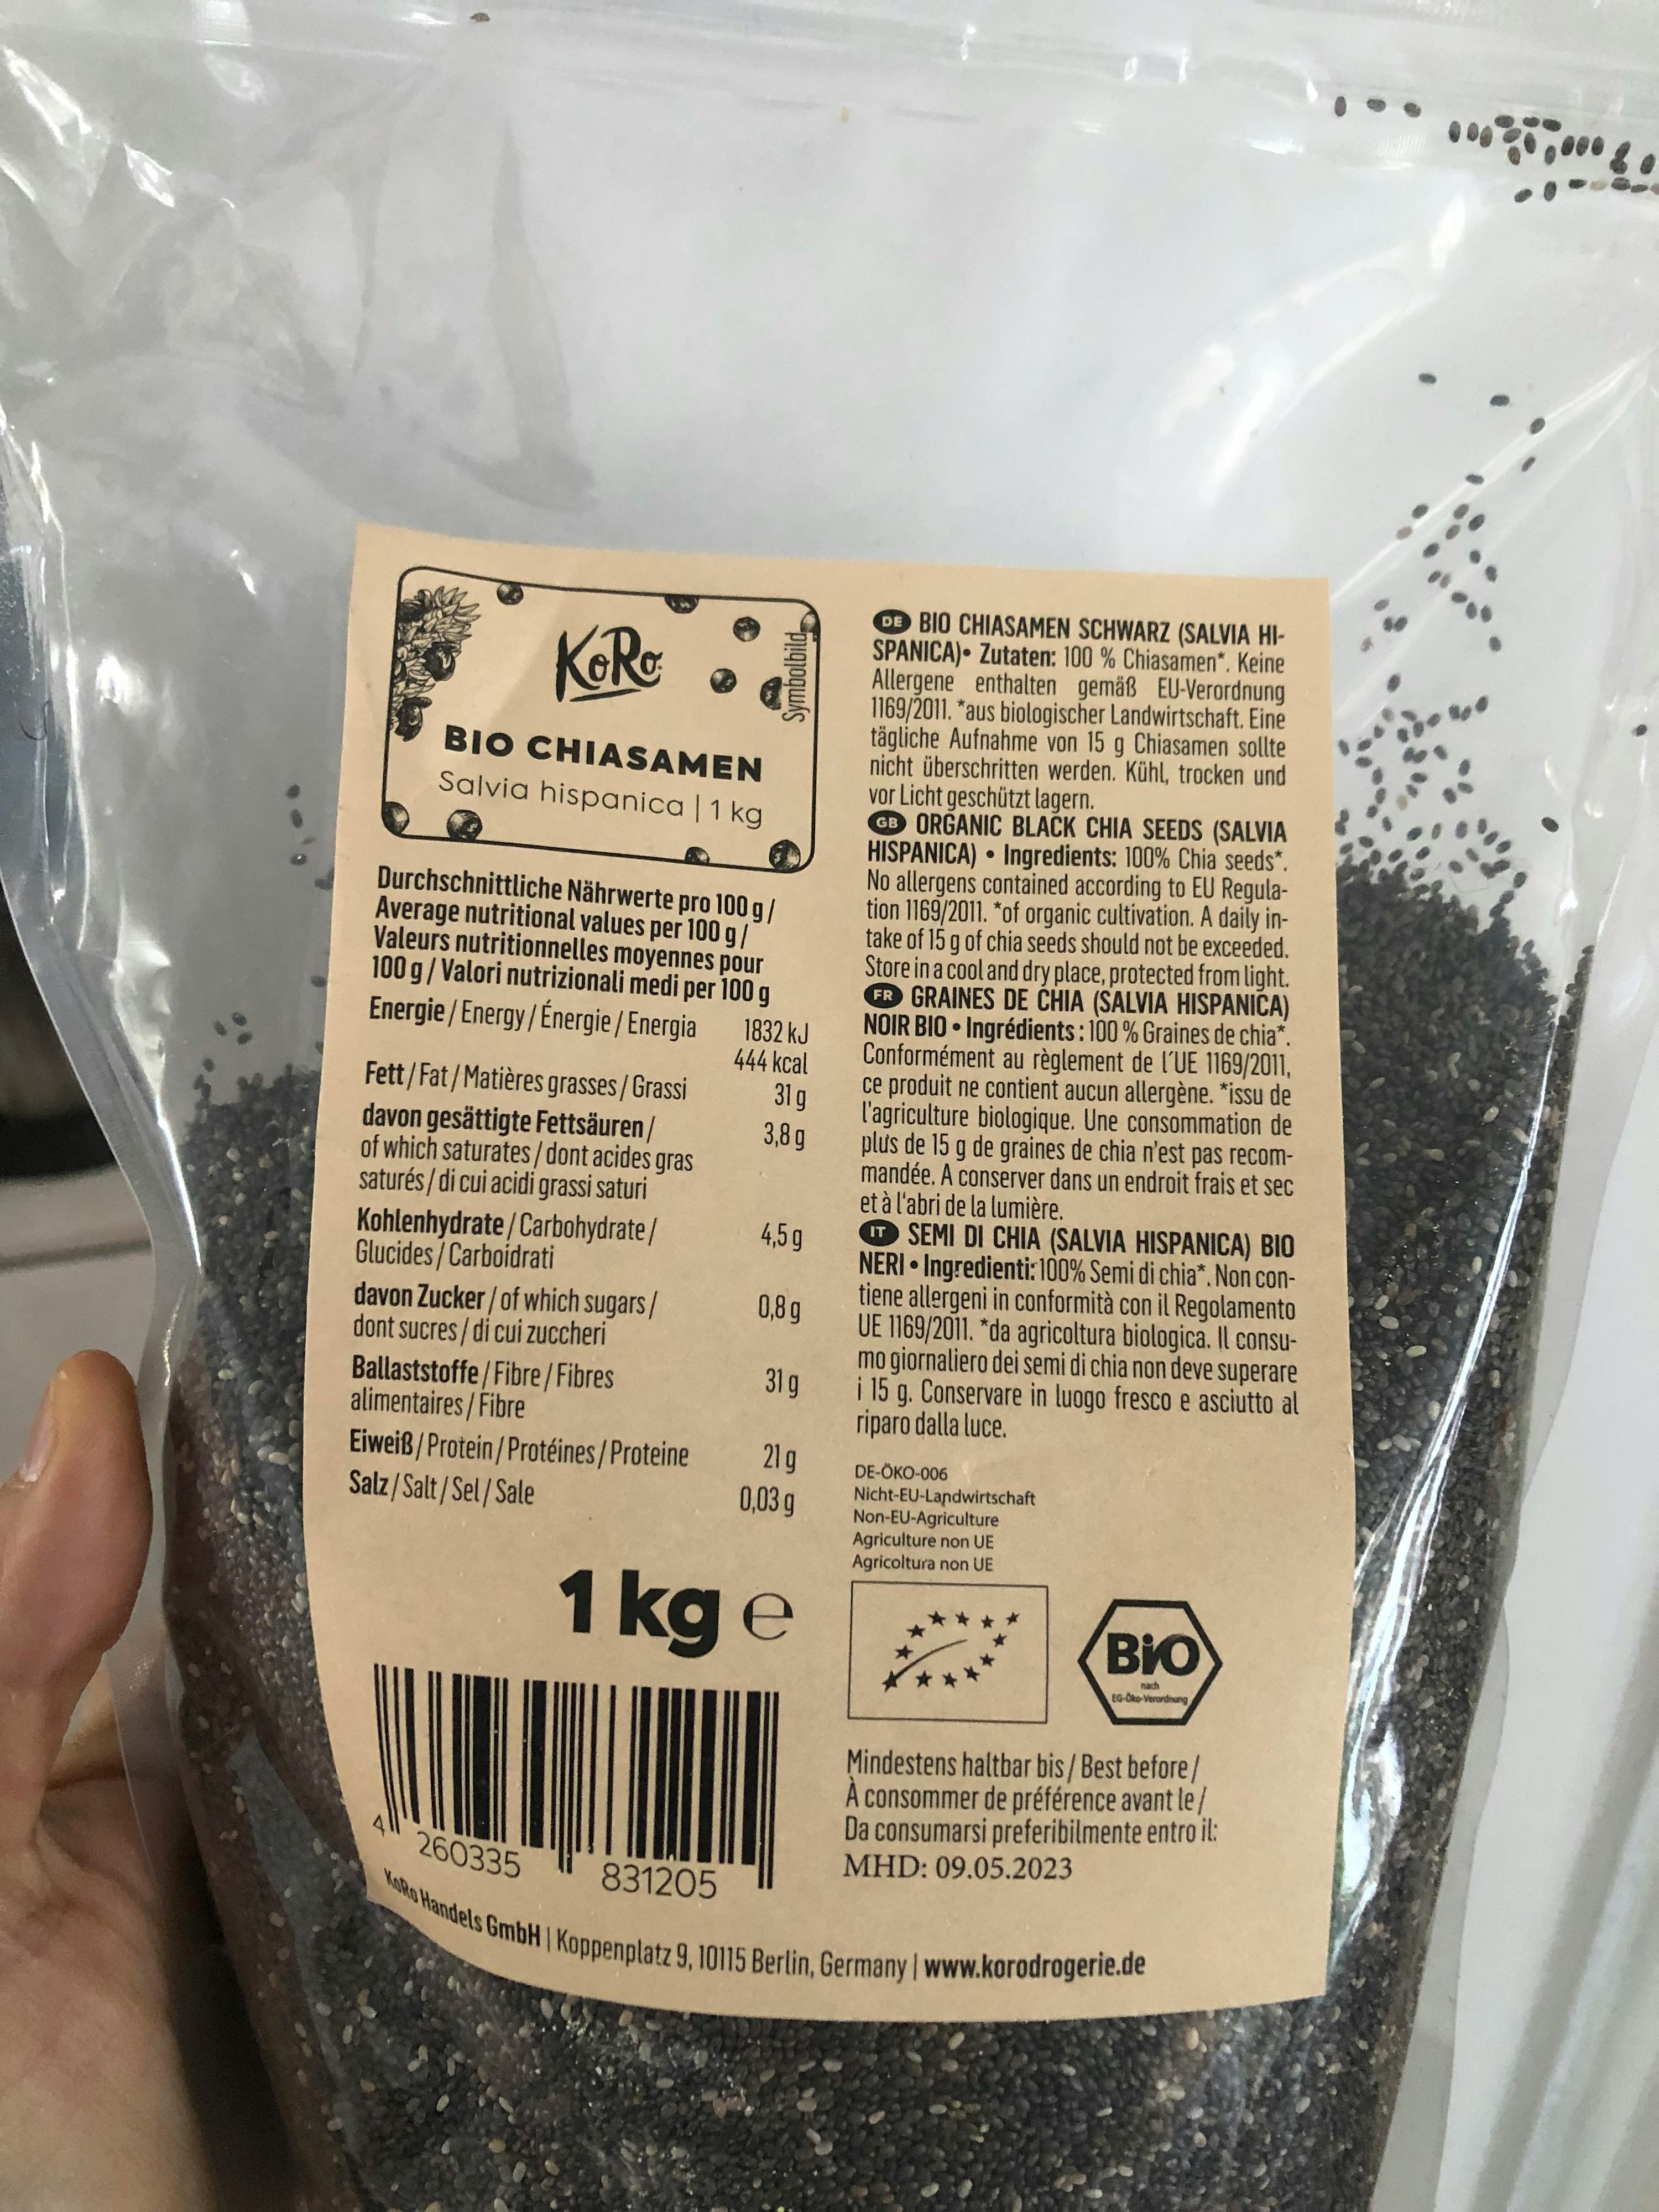 KoRo
Symbolbild
BIO CHIASAMEN
Salvia hispanica | 1 kg
Durchschnittliche Nährwerte pro 100 g /
Average nutritional values per 100 g /
Valeurs nutritionnelles moyennes pour
100 g / Valori nutrizionali medi per 100 g
Energie / Energy / Énergie / Energia 1832 kJ
444 kcal
Fett / Fat / Matières grasses / Grassi 31 g
davon gesättigte Fettsäuren / 3,8 g
of which saturates / dont acides gras
saturés / di cui acidi grassi saturi
Kohlenhydrate / Carbohydrate / 4,5 g
Glucides / Carboidrati
davon Zucker / of which sugars / 0,8 g
dont sucres / di cui zuccheri
Ballaststoffe / Fibre / Fibres 31 g
alimentaires / Fibre
Eiweiß / Protein / Protéines / Proteine 21 g
Salz / Salt / Sel / Sale 0,03 g
1 kg e
4 260335 831205
DE BIO CHIASAMEN SCHWARZ (SALVIA HI-
SPANICA)• Zutaten: 100 % Chiasamen*. Keine
Allergene enthalten gemäß EU-Verordnung
1169/2011. *aus biologischer Landwirtschaft. Eine
tägliche Aufnahme von 15 g Chiasamen sollte
nicht überschritten werden. Kühl, trocken und
vor Licht geschützt lagern.
GB ORGANIC BLACK CHIA SEEDS (SALVIA
HISPANICA) • Ingredients: 100% Chia seeds*.
No allergens contained according to EU Regula-
tion 1169/2011. *of organic cultivation. A daily in-
take of 15 g of chia seeds should not be exceeded.
Store in a cool and dry place, protected from light.
FR GRAINES DE CHIA (SALVIA HISPANICA)
NOIR BIO • Ingrédients : 100 % Graines de chia*.
Conformément au règlement de l´UE 1169/2011,
ce produit ne contient aucun allergène. *issu de
l'agriculture biologique. Une consommation de
plus de 15 g de graines de chia n'est pas recom-
mandée. A conserver dans un endroit frais et sec
et à l'abri de la lumière.
IT SEMI DI CHIA (SALVIA HISPANICA) BIO
NERI • Ingredienti: 100% Semi di chia*. Non con-
tiene allergeni in conformità con il Regolamento
UE 1169/2011. *da agricoltura biologica. Il consu-
mo giornaliero dei semi di chia non deve superare
i 15 g. Conservare in luogo fresco e asciutto al
riparo dalla luce.
DE-ÖKO-006
Nicht-EU-Landwirtschaft
Non-EU-Agriculture
Agriculture non UE
Agricoltura non UE
BiO
nach
EG-Öko-Verordnung
Mindestens haltbar bis / Best before /
À consommer de préférence avant le /
Da consumarsi preferibilmente entro il:
MHD: 09.05.2023
KoRo Handels GmbH | Koppenplatz 9, 10115 Berlin, Germany | www.korodrogerie.de